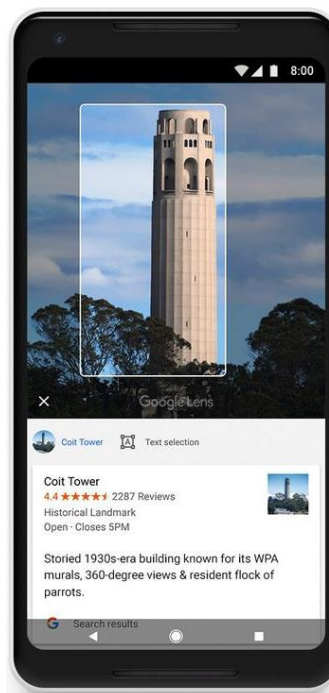 8:00
Google Lens
Coit Tower
Text selection
Coit Tower
4.4 ★★★★★ 2287 Reviews
Historical Landmark
Open · Closes 5PM
Storied 1930s-era building known for its WPA
murals, 360-degree views & resident flock of
parrots.
G Search results